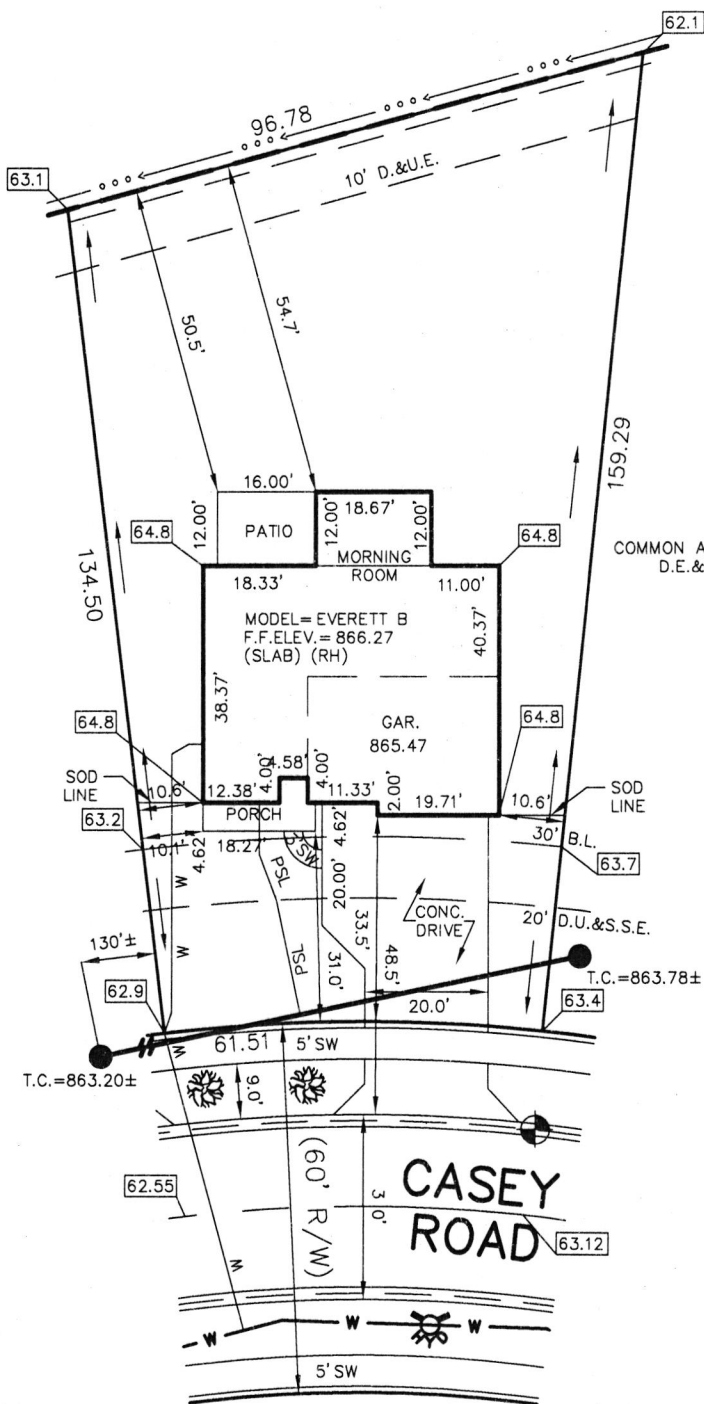 62.1
96.78
63.1
10' D.&U.E.
50.5'
54.7'
159.29
134.50
16.00'
12.00'
PATIO
12.00'
18.67'
12.00'
64.8
64.8
MORNING
ROOM
COMMON A
D.E.&
18.33'
11.00'
MODEL= EVERETT B
F.F.ELEV.= 866.27
(SLAB) (RH)
40.37'
38.37'
GAR.
865.47
64.8
64.8
4.58'
4.00'
4.00'
SOD
LINE
10.6'
12.38'
11.33'
2.00'
19.71'
10.6'
SOD
LINE
PORCH
63.2
10.1'
4.62
18.27'
5'SW
4.62'
30' B.L.
63.7
W
PSL
20.00'
33.5'
CONC.
DRIVE
20' D.U.&S.S.E.
130'±
W
PSL
31.0'
48.5'
20.0'
T.C.=863.78±
62.9
63.4
61.51
W
5' SW
T.C.=863.20±
9.0'
(60' R/W)
3.0'
CASEY
ROAD
62.55
63.12
W
W
W
W
5' SW